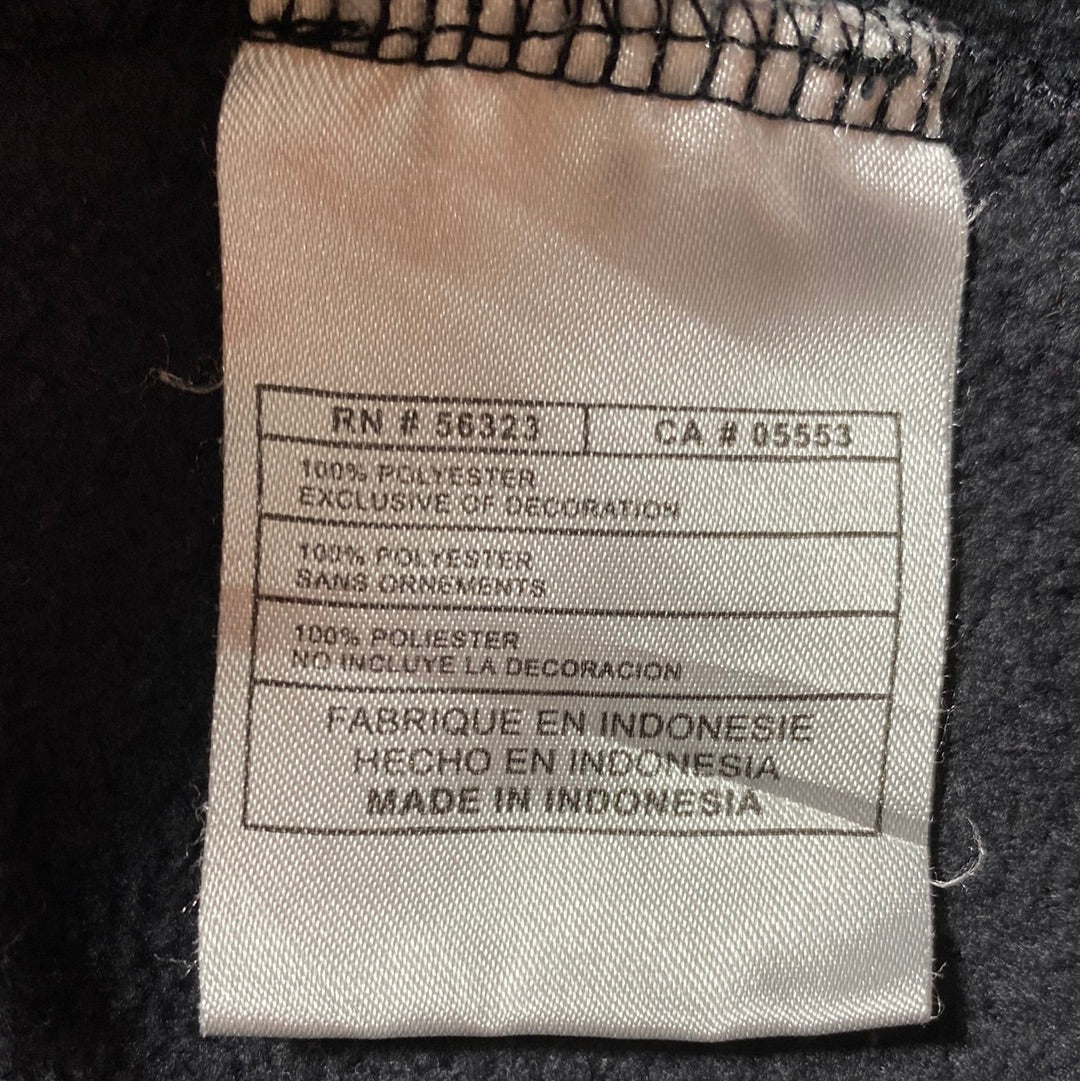 RN # 56323
CA # 05553
100% POLYESTER
EXCLUSIVE OF DECORATION
100% POLYESTER
SANS ORNEMENTS
100% POLIESTER
NO INCLUYE LA DECORACION
FABRIQUE EN INDONESIE
HECHO EN INDONESIA
MADE IN INDONESIA